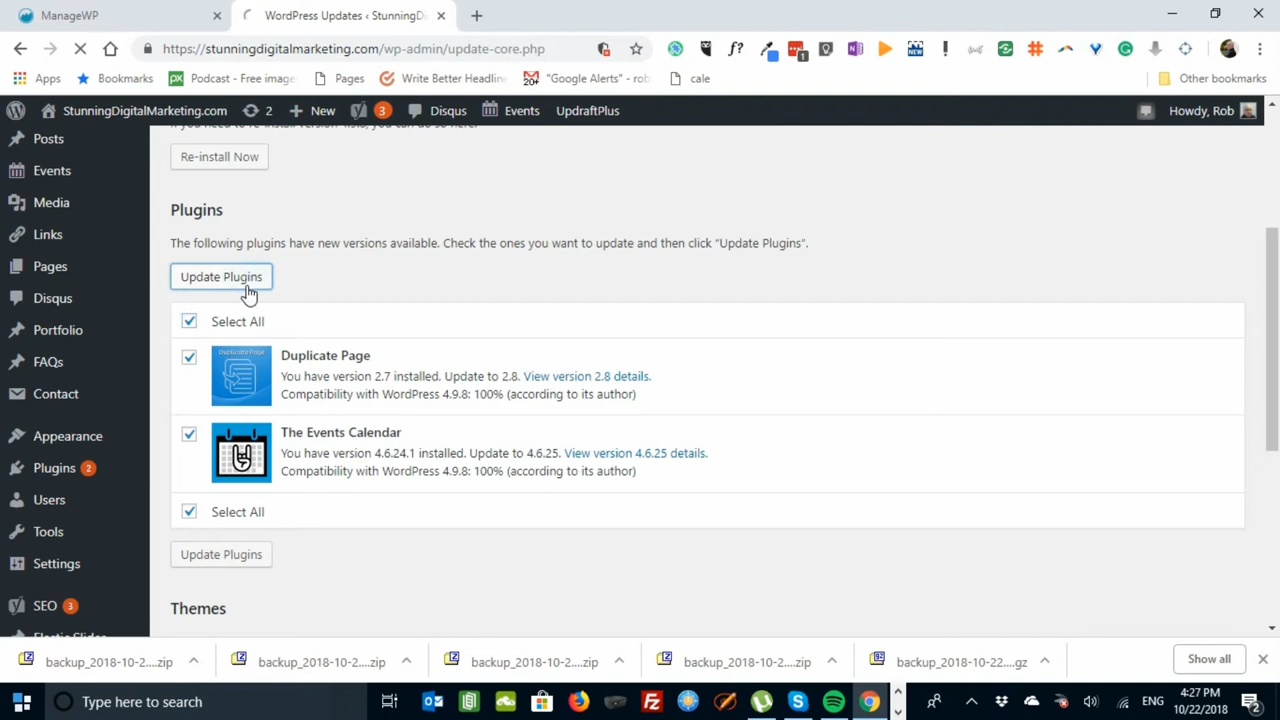 ManageWP
WordPress Updates ‹ StunningDi
https://stunningdigitalmarketing.com/wp-admin/update-core.php
Apps
Bookmarks
Podcast - Free image
Pages
Write Better Headline
"Google Alerts" - rob
cale
Other bookmarks
StunningDigitalMarketing.com
2
New
3
Disqus
Events
UpdraftPlus
Howdy, Rob
Posts
Events
Media
Links
Pages
Disqus
Portfolio
FAQs
Contact
Appearance
Plugins 2
Users
Tools
Settings
SEO 3
Re-install Now
Plugins
The following plugins have new versions available. Check the ones you want to update and then click "Update Plugins".
Update Plugins
Select All
Duplicate Page
Duplicate Page
You have version 2.7 installed. Update to 2.8. View version 2.8 details.
Compatibility with WordPress 4.9.8: 100% (according to its author)
The Events Calendar
You have version 4.6.24.1 installed. Update to 4.6.25. View version 4.6.25 details.
Compatibility with WordPress 4.9.8: 100% (according to its author)
Select All
Update Plugins
Themes
backup_2018-10-2....zip
backup_2018-10-2....zip
backup_2018-10-2....zip
backup_2018-10-2....zip
backup_2018-10-22....gz
Show all
Type here to search
ENG
4:27 PM
10/22/2018
2